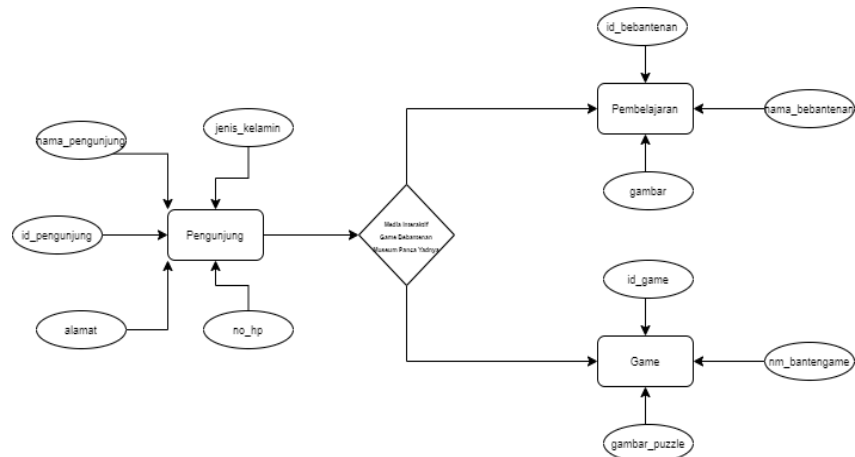 id_bebantenan
Pembelajaran
nama_bebantenan
gambar
nama_pengunjung
jenis_kelamin
id_pengunjung
Pengunjung
alamat
no_hp
Media Interaktif
Game Bebantenan
Museum Panca Yadnya
id_game
Game
nm_bantengame
gambar_puzzle